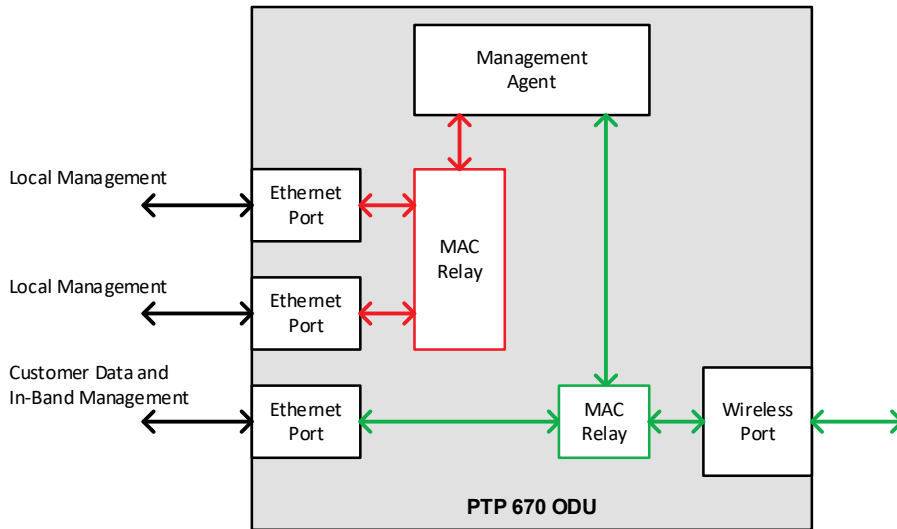 Management
Agent
Local Management
Ethernet
Port
MAC
Relay
Local Management
Ethernet
Port
Customer Data and
In-Band Management
Ethernet
Port
MAC
Relay
Wireless
Port
PTP 670 ODU